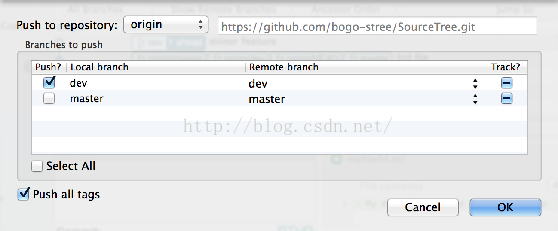 Push to repository: origin https://github.com/bogo-stree/SourceTree.git
Branches to push
Push? Local branch Remote branch Track?
dev dev
master master
http://blog.csdn.net/
Select All
Push all tags
Cancel OK